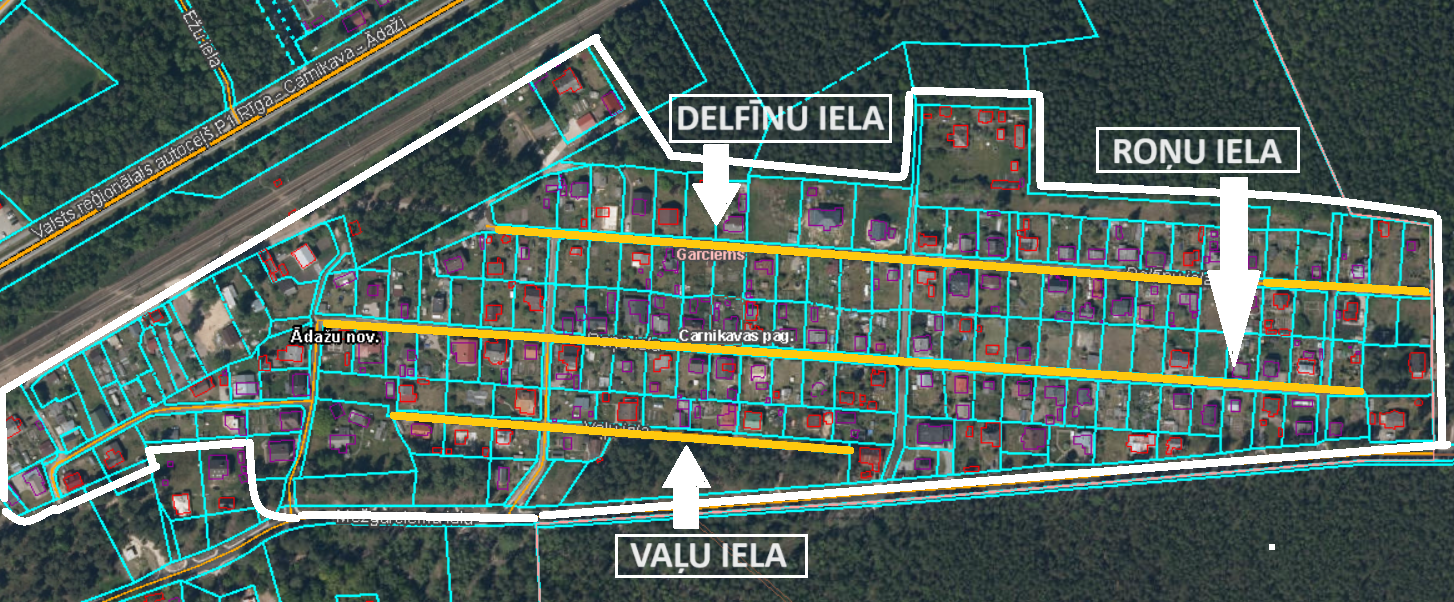 Ežu iela
Valsts reģionālais autoceļš P1 Rīga - Carnikava - Ādaži
DELFĪNU IELA
ROŅU IELA
Garciems
Ādažu nov.
Carnikavas pag.
VAĻU IELA